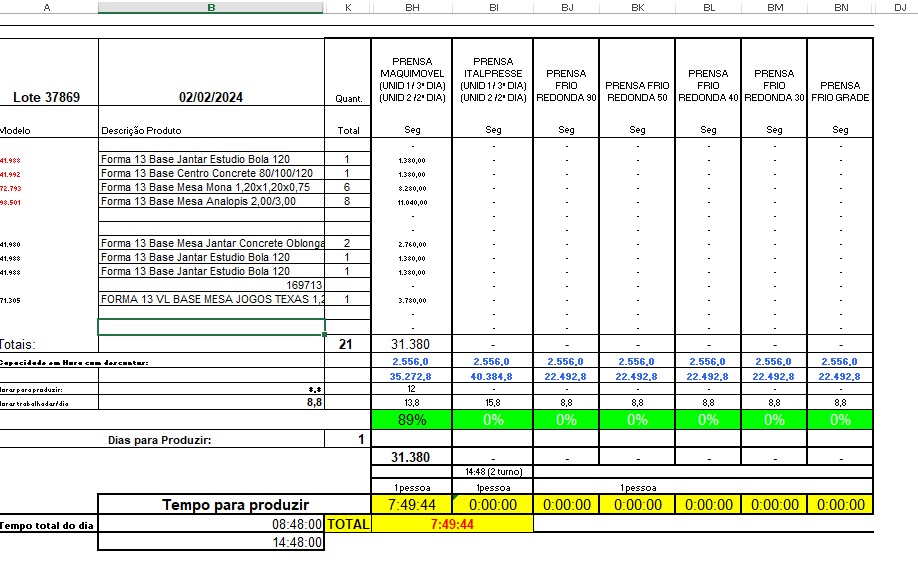 A B K BH BI BJ BK BL BM BN DJ
Lote 37869 02/02/2024 Quant. PRENSA MAQUIMOVEL (UNID 1 / 3ª DIA) (UNID 2 /2ª DIA) PRENSA ITALPRESSE (UNID 1 / 3ª DIA) (UNID 2 /2ª DIA) PRENSA FRIO REDONDA 90 PRENSA FRIO REDONDA 50 PRENSA FRIO REDONDA 40 PRENSA FRIO REDONDA 30 PRENSA FRIO GRADE
Modelo Descrição Produto Total Seg Seg Seg Seg Seg Seg Seg
- - - - - - -
41.988 Forma 13 Base Jantar Estudio Bola 120 1 1.380,00 - - - - - -
41.992 Forma 13 Base Centro Concrete 80/100/120 1 1.380,00 - - - - - -
72.793 Forma 13 Base Mesa Mona 1,20x1,20x0,75 6 8.280,00 - - - - - -
98.501 Forma 13 Base Mesa Analopis 2,00/3,00 8 11.040,00 - - - - - -
- - - - - - -
- - - - - - -
41.980 Forma 13 Base Mesa Jantar Concrete Oblonga 2 2.760,00 - - - - - -
41.988 Forma 13 Base Jantar Estudio Bola 120 1 1.380,00 - - - - - -
41.988 Forma 13 Base Jantar Estudio Bola 120 1 1.380,00 - - - - - -
169713 - - - - - - -
71.305 FORMA 13 VL BASE MESA JOGOS TEXAS 1,2 1 3.780,00 - - - - - -
- - - - - - -
- - - - - - -
Totais: 21 31.380 - - - - - -
Capacidade em Hora com descontar: 2.556,0 2.556,0 2.556,0 2.556,0 2.556,0 2.556,0 2.556,0
35.272,8 40.384,8 22.492,8 22.492,8 22.492,8 22.492,8 22.492,8
Horas para produzir: 12 - - - - - -
Horas trabalhadas/dia 8,8 13,8 15,8 8,8 8,8 8,8 8,8 8,8
89% 0% 0% 0% 0% 0% 0%
Dias para Produzir: 1
31.380 - - - - - -
14:48 (2 turno)
1pessoa 1pessoa 1pessoa
Tempo para produzir 7:49:44 0:00:00 0:00:00 0:00:00 0:00:00 0:00:00 0:00:00
Tempo total do dia 08:48:00 TOTAL 7:49:44
14:48:00